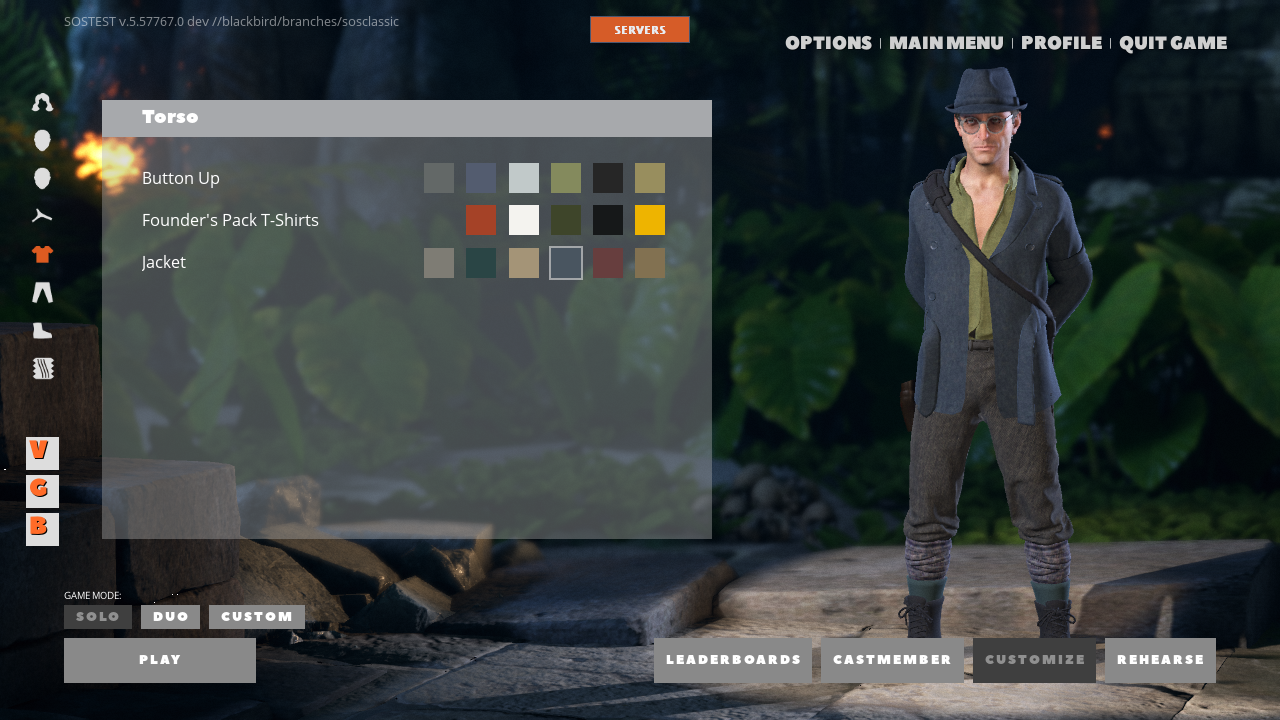 SOSTEST v.5.57767.0 dev //blackbird/branches/sosclassic
SERVERS
OPTIONS | MAIN MENU | PROFILE | QUIT GAME
Torso
Button Up
Founder's Pack T-Shirts
Jacket
V
G
B
GAME MODE:
SOLO DUO CUSTOM
PLAY LEADERBOARDS CASTMEMBER CUSTOMIZE REHEARSE